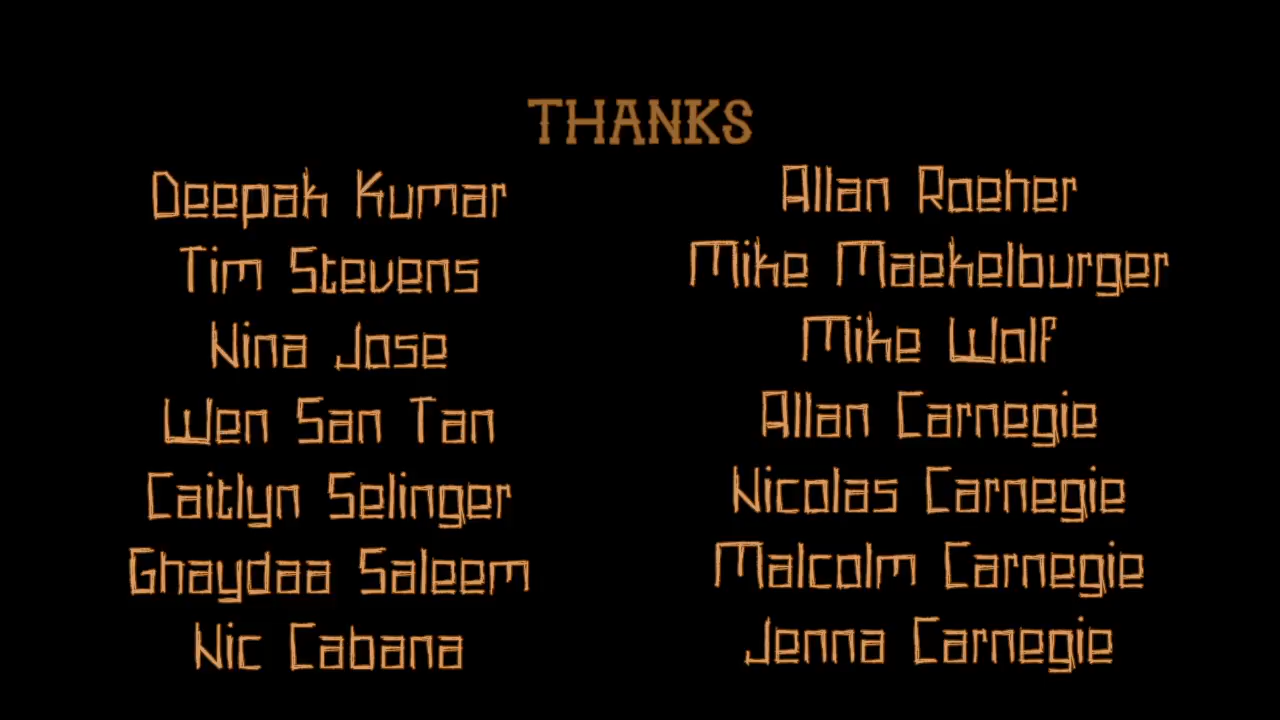 THANKS
Deepak Kumar
Tim Stevens
Nina Jose
Wen San Tan
Caitlyn Selinger
Ghaydaa Saleem
Nic Cabana
Allan Roeher
Mike Maekelburger
Mike Wolf
Allan Carnegie
Nicolas Carnegie
Malcolm Carnegie
Jenna Carnegie